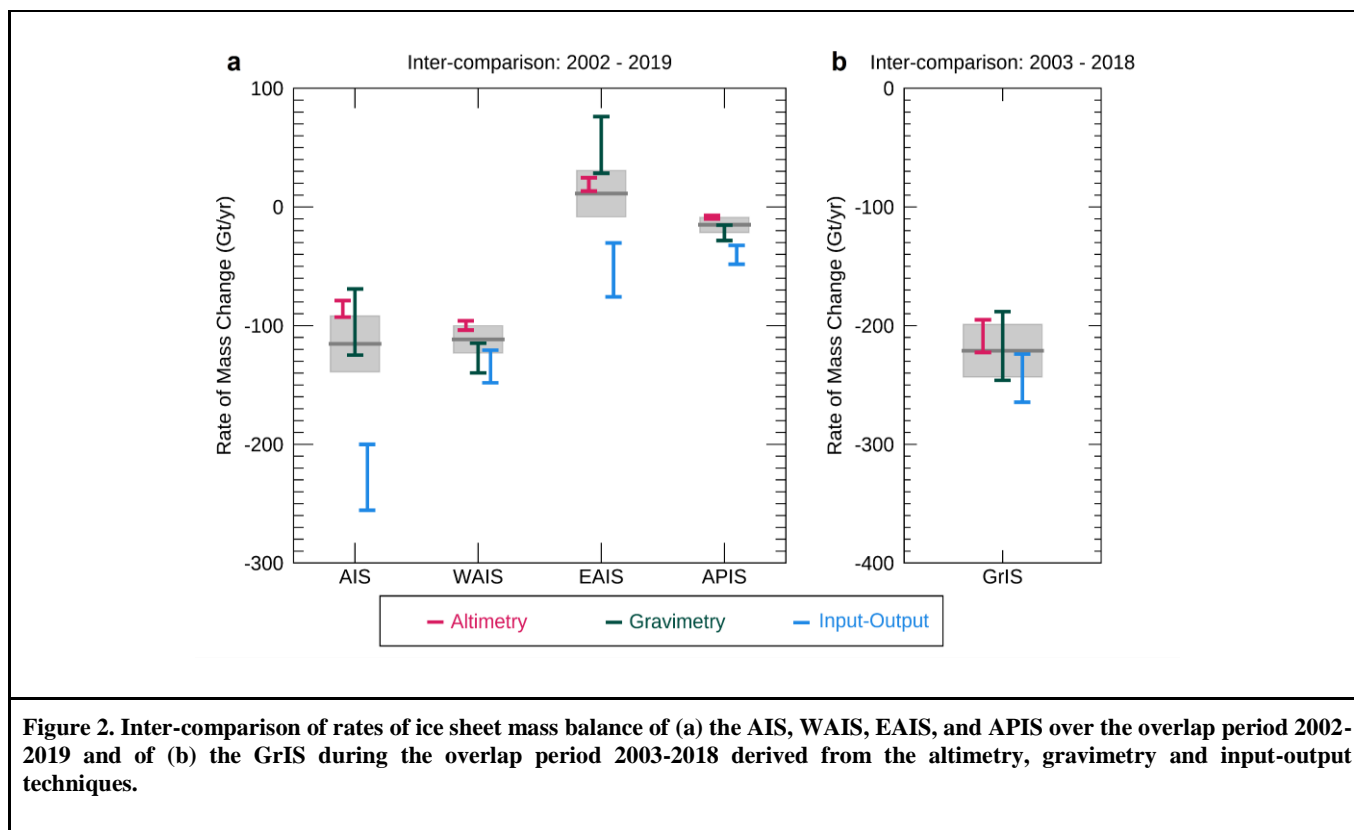 a Inter-comparison: 2002 - 2019
b Inter-comparison: 2003 - 2018
Rate of Mass Change (Gt/yr)
100
0
-100
-200
-300
AIS WAIS EAIS APIS
Rate of Mass Change (Gt/yr)
0
-100
-200
-300
-400
GrIS
Altimetry Gravimetry Input-Output
Figure 2. Inter-comparison of rates of ice sheet mass balance of (a) the AIS, WAIS, EAIS, and APIS over the overlap period 2002-
2019 and of (b) the GrIS during the overlap period 2003-2018 derived from the altimetry, gravimetry and input-output
techniques.